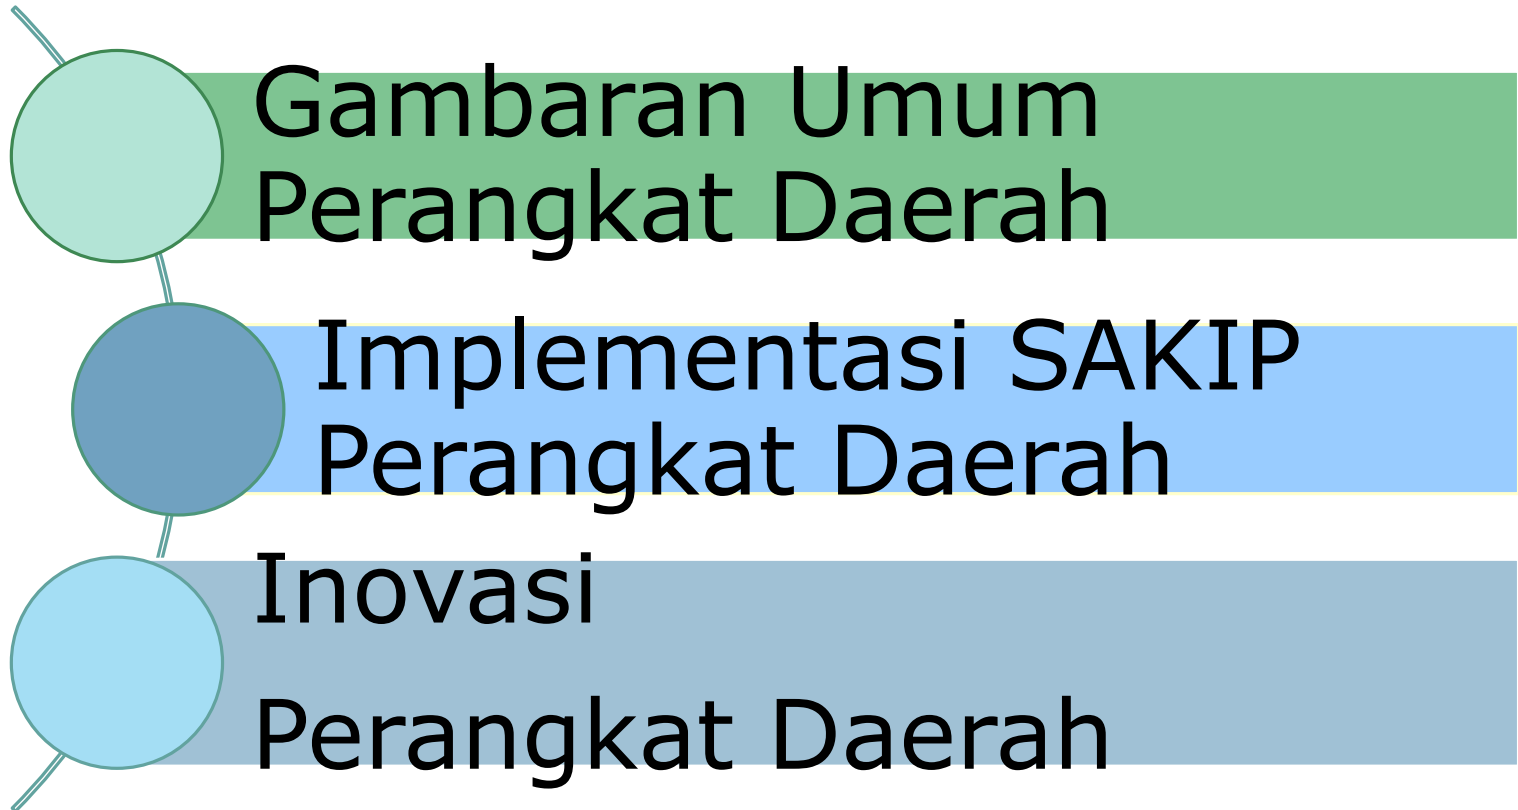 Gambaran Umum
Perangkat Daerah
Implementasi SAKIP
Perangkat Daerah
Inovasi
Perangkat Daerah